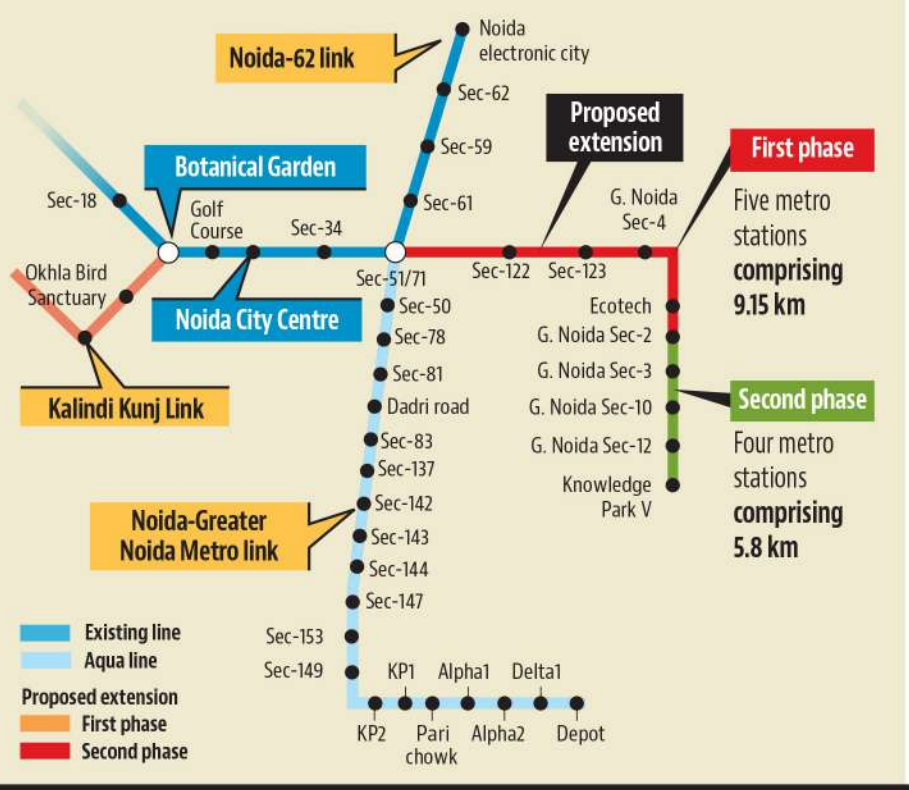 Noida-62 link
Noida
electronic city
Sec-62
Sec-59
Sec-61
Proposed
extension
First phase
Five metro
stations
comprising
9.15 km
Botanical Garden
Sec-18
Golf
Course
Sec-34
G. Noida
Sec-4
Okhla Bird
Sanctuary
Noida City Centre
Sec-51/71
Sec-122
Sec-123
Kalindi Kunj Link
Sec-50
Sec-78
Sec-81
Dadri road
Sec-83
Sec-137
Sec-142
Sec-143
Sec-144
Sec-147
Sec-153
Sec-149
Ecotech
G. Noida Sec-2
G. Noida Sec-3
G. Noida Sec-10
G. Noida Sec-12
Knowledge
Park V
Second phase
Four metro
stations
comprising
5.8 km
Noida-Greater
Noida Metro link
KP1
Alpha1
Delta1
KP2
Pari
chowk
Alpha2
Depot
Existing line
Aqua line
Proposed extension
First phase
Second phase